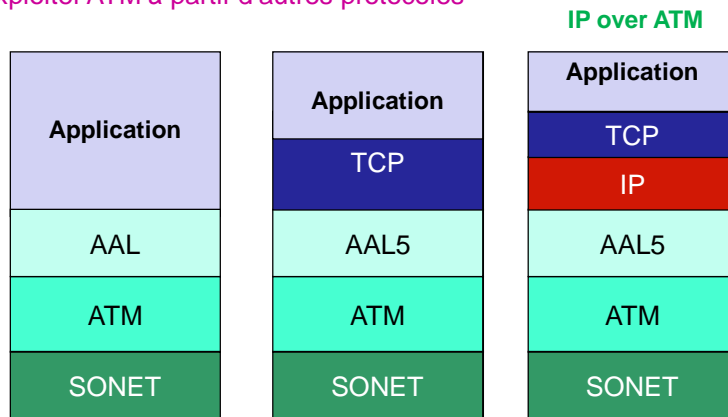 ATM à partir d'autres protocoles
IP over ATM
Application
AAL
ATM
SONET
Application
TCP
AAL5
ATM
SONET
Application
TCP
IP
AAL5
ATM
SONET